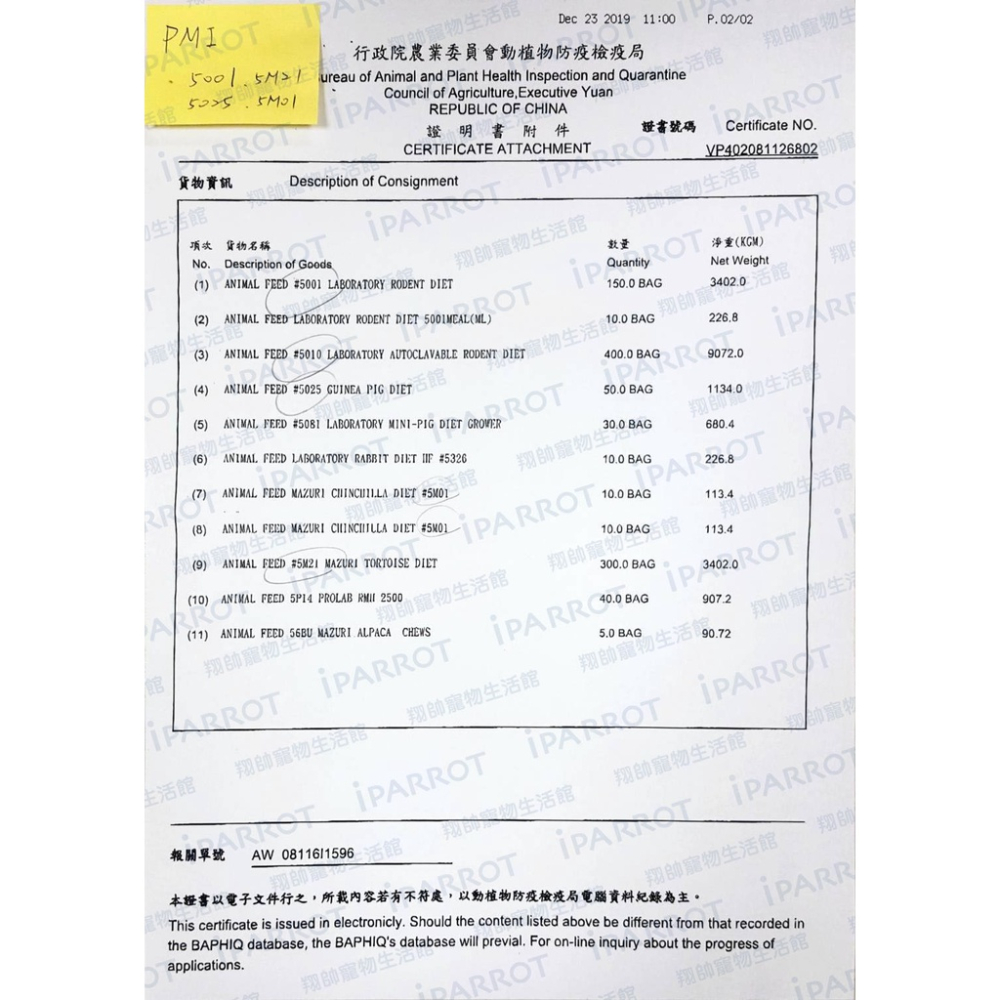 Dec 23 2019 11:00 P.02/02
PMI
. 5001 . 5M21
5025 . 5M01
行政院農業委員會動植物防疫檢疫局
ureau of Animal and Plant Health Inspection and Quarantine
Council of Agriculture,Executive Yuan
REPUBLIC OF CHINA
證明書附件
CERTIFICATE ATTACHMENT
證書號碼 Certificate NO.
VP402081126802
貨物資訊 Description of Consignment
項次 貨物名稱 數量 淨重(KGM)
No. Description of Goods Quantity Net Weight
(1) ANIMAL FEED #5001 LABORATORY RODENT DIET 150.0 BAG 3402.0
(2) ANIMAL FEED LABORATORY RODENT DIET 5001MEAL(ML) 10.0 BAG 226.8
(3) ANIMAL FEED #5010 LABORATORY AUTOCLAVABLE RODENT DIET 400.0 BAG 9072.0
(4) ANIMAL FEED #5025 GUINEA PIG DIET 50.0 BAG 1134.0
(5) ANIMAL FEED #5081 LABORATORY MINI-PIG DIET GROWER 30.0 BAG 680.4
(6) ANIMAL FEED LABORATORY RABBIT DIET HF #5326 10.0 BAG 226.8
(7) ANIMAL FEED MAZURI CHINCHILLA DIET #5M01 10.0 BAG 113.4
(8) ANIMAL FEED MAZURI CHINCHILLA DIET #5M01 10.0 BAG 113.4
(9) ANIMAL FEED #5M21 MAZURI TORTOISE DIET 300.0 BAG 3402.0
(10) ANIMAL FEED 5P14 PROLAB RMH 2500 40.0 BAG 907.2
(11) ANIMAL FEED 56BU MAZURI ALPACA CHEWS 5.0 BAG 90.72
報關單號 AW 08116I1596
本證書以電子文件行之，所載內容若有不符處，以動植物防疫檢疫局電腦資料紀錄為主。
This certificate is issued in electronicly. Should the content listed above be different from that recorded in
the BAPHIQ database, the BAPHIQ's database will previal. For on-line inquiry about the progress of
applications.
iPARROT
翔帥寵物生活館